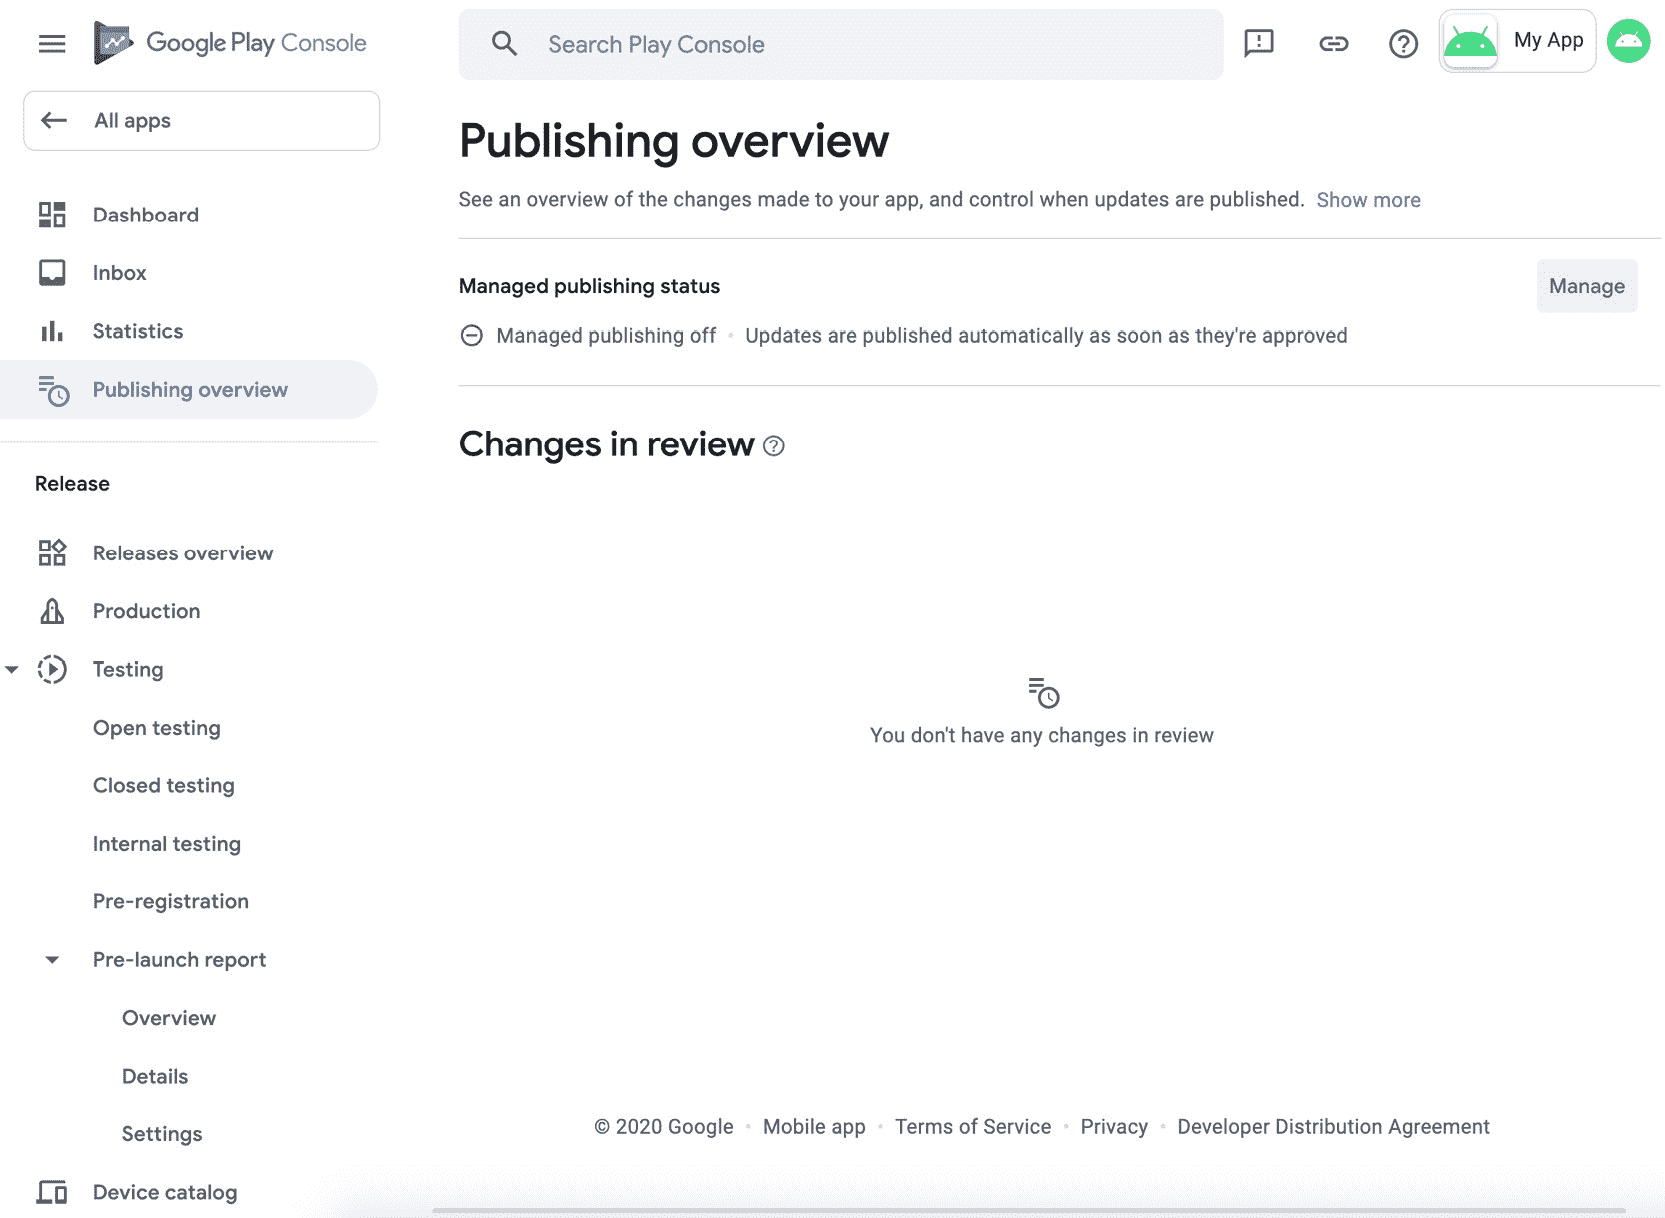 Google Play Console
Search Play Console
My App
All apps
Dashboard
Inbox
Statistics
Publishing overview
Release
Releases overview
Production
Testing
Open testing
Closed testing
Internal testing
Pre-registration
Pre-launch report
Overview
Details
Settings
Device catalog
Publishing overview
See an overview of the changes made to your app, and control when updates are published. Show more
Managed publishing status
Manage
Managed publishing off · Updates are published automatically as soon as they're approved
Changes in review
You don't have any changes in review
© 2020 Google · Mobile app · Terms of Service · Privacy · Developer Distribution Agreement